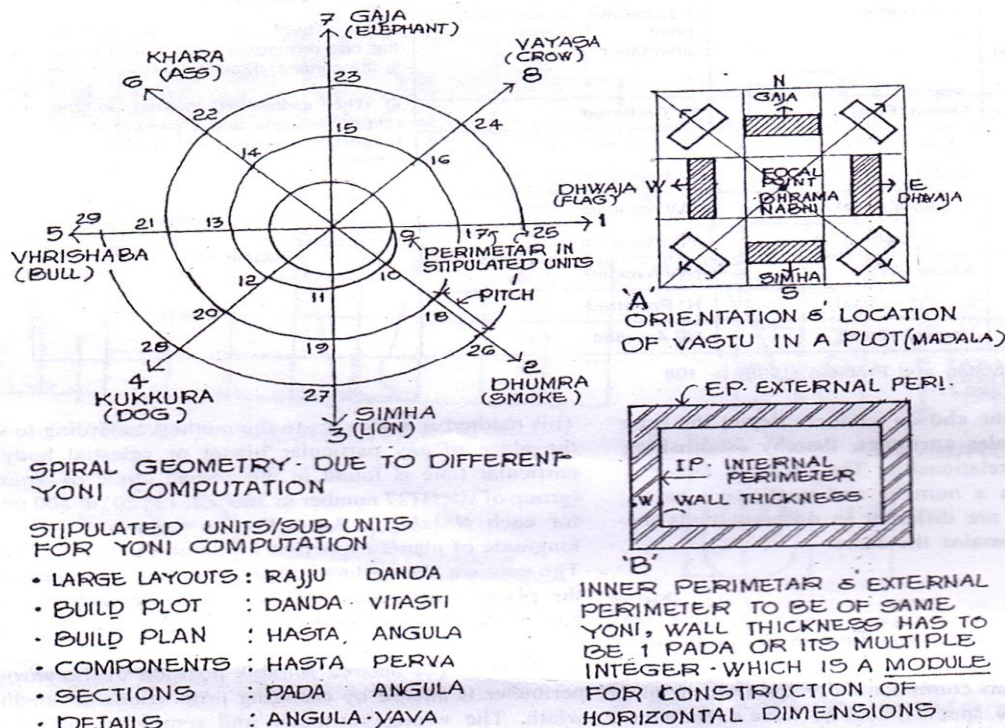 7 GAJA
(ELEPHANT)
KHARA
(ASS)
6
VAYASA
(CROW)
8
23
22
24
15
14
16
29
5
21
13
9
17
25
1
DHWAJA
(FLAG)
VHRISHABA
(BULL)
PERIMETAIR IN
STIPULATED UNITS
12
10
11
PITCH
20
18
19
28
26
4
2
27
KUKKURA
(DOG)
SIMHA
3 (LION)
DHUMRA
(SMOKE)
SPIRAL GEOMETRY DUE TO DIFFERENT
YONI COMPUTATION
STIPULATED UNITS/SUB UNITS
FOR YONI COMPUTATION
• LARGE LAYOUTS : RAJJU DANDA
• BUILD PLOT : DANDA VITASTI
• BUILD PLAN : HASTA, ANGULA
• COMPONENTS : HASTA PERVA
• SECTIONS : PADA ANGULA
• DETAILS : ANGULA-YAVA
N
GAJA
S
DHWAJA W
FOCAL
POINT
DHRAMA
NABHI
E
DHWAJA
N
SIMHA
S
'A'
ORIENTATION & LOCATION
OF VASTU IN A PLOT (MADALA)
E.P. EXTERNAL PERI.
I.P. INTERNAL
PERIMETER
W
WALL THICKNESS
'B'
INNER PERIMETAR & EXTERNAL
PERIMETER TO BE OF SAME
YONI, WALL THICKNESS HAS TO
BE 1 PADA OR ITS MULTIPLE
INTEGER - WHICH IS A MODULE
FOR CONSTRUCTION OF
HORIZONTAL DIMENSIONS.